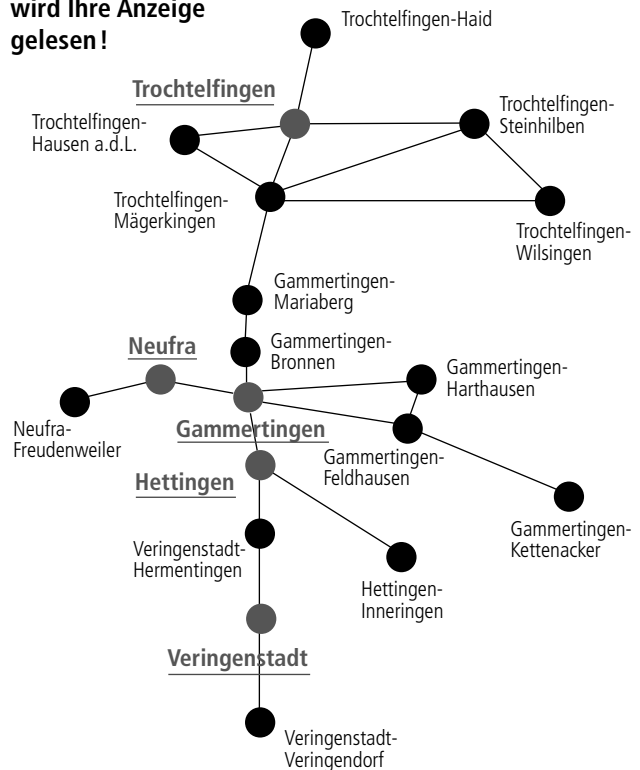 wird Ihre Anzeige
gelesen !
Trochtelfingen-Haid
Trochtelfingen
Trochtelfingen-
Steinhilben
Trochtelfingen-
Hausen a.d.L.
Trochtelfingen-
Mägerkingen
Trochtelfingen-
Wilsingen
Gammertingen-
Mariaberg
Gammertingen-
Bronnen
Neufra
Gammertingen-
Harthausen
Neufra-
Freudenweiler
Gammertingen
Gammertingen-
Feldhausen
Hettingen
Gammertingen-
Kettenacker
Veringenstadt-
Hermentingen
Hettingen-
Inneringen
Veringenstadt
Veringenstadt-
Veringendorf